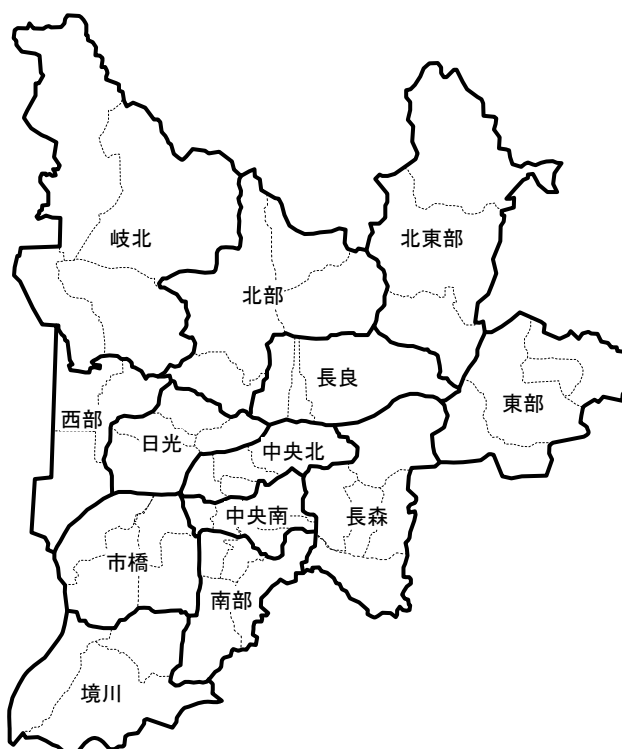 岐北
北東部
北部
長良
東部
西部
日光
中央北
中央南
長森
市橋
南部
境川